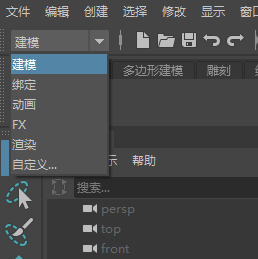 文件 编辑 创建 选择 修改 显示 窗口
建模
建模 多边形建模 雕刻
绑定
动画
FX
渲染
自定义... 示 帮助
搜索...
persp
top
front